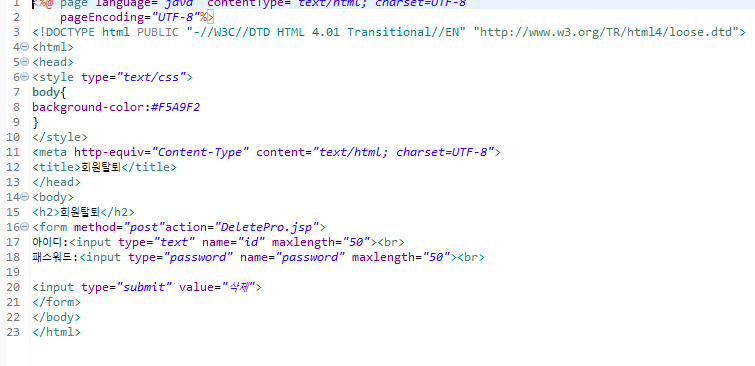 1 <%@ page language="java" contentType="text/html; charset=UTF-8"
2 pageEncoding="UTF-8"%>
3 <!DOCTYPE html PUBLIC "-//W3C//DTD HTML 4.01 Transitional//EN" "http://www.w3.org/TR/html4/loose.dtd">
4 <html>
5 <head>
6 <style type="text/css">
7 body{
8 background-color:#F5A9F2
9 }
10 </style>
11 <meta http-equiv="Content-Type" content="text/html; charset=UTF-8">
12 <title>회원탈퇴</title>
13 </head>
14 <body>
15 <h2>회원탈퇴</h2>
16 <form method="post"action="DeletePro.jsp">
17 아이디:<input type="text" name="id" maxlength="50"><br>
18 패스워드:<input type="password" name="password" maxlength="50"><br>
19
20 <input type="submit" value="삭제">
21 </form>
22 </body>
23 </html>